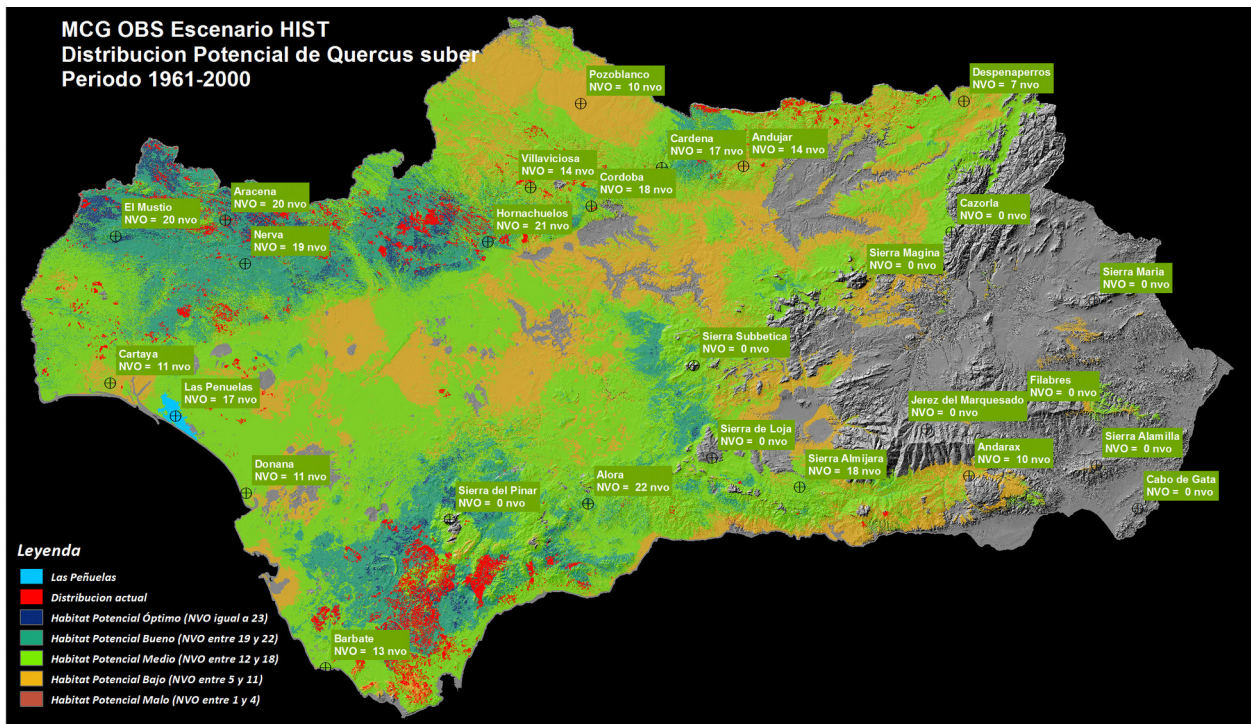 MCG OBS Escenario HIST
Distribucion Potencial de Quercus suber
Periodo 1961-2000
Pozoblanco
NVO = 10 nvo
Despenaperros
NVO = 7 nvo
Cardena
NVO = 17 nvo
Andujar
NVO = 14 nvo
Villaviciosa
NVO = 14 nvo
Cordoba
NVO = 18 nvo
Aracena
NVO = 20 nvo
El Mustio
NVO = 20 nvo
Nerva
NVO = 19 nvo
Hornachuelos
NVO = 21 nvo
Cazorla
NVO = 0 nvo
Sierra Magina
NVO = 0 nvo
Sierra Maria
NVO = 0 nvo
Sierra Subbetica
NVO = 0 nvo
Cartaya
NVO = 11 nvo
Las Penuelas
NVO = 17 nvo
Filabres
NVO = 0 nvo
Jerez del Marquesado
NVO = 0 nvo
Sierra de Loja
NVO = 0 nvo
Sierra Alamilla
NVO = 0 nvo
Sierra Almijara
NVO = 18 nvo
Andarax
NVO = 10 nvo
Cabo de Gata
NVO = 0 nvo
Donana
NVO = 11 nvo
Sierra del Pinar
NVO = 0 nvo
Alora
NVO = 22 nvo
Barbate
NVO = 13 nvo
Leyenda
Las Peñuelas
Distribucion actual
Habitat Potencial Óptimo (NVO igual a 23)
Habitat Potencial Bueno (NVO entre 19 y 22)
Habitat Potencial Medio (NVO entre 12 y 18)
Habitat Potencial Bajo (NVO entre 5 y 11)
Habitat Potencial Malo (NVO entre 1 y 4)